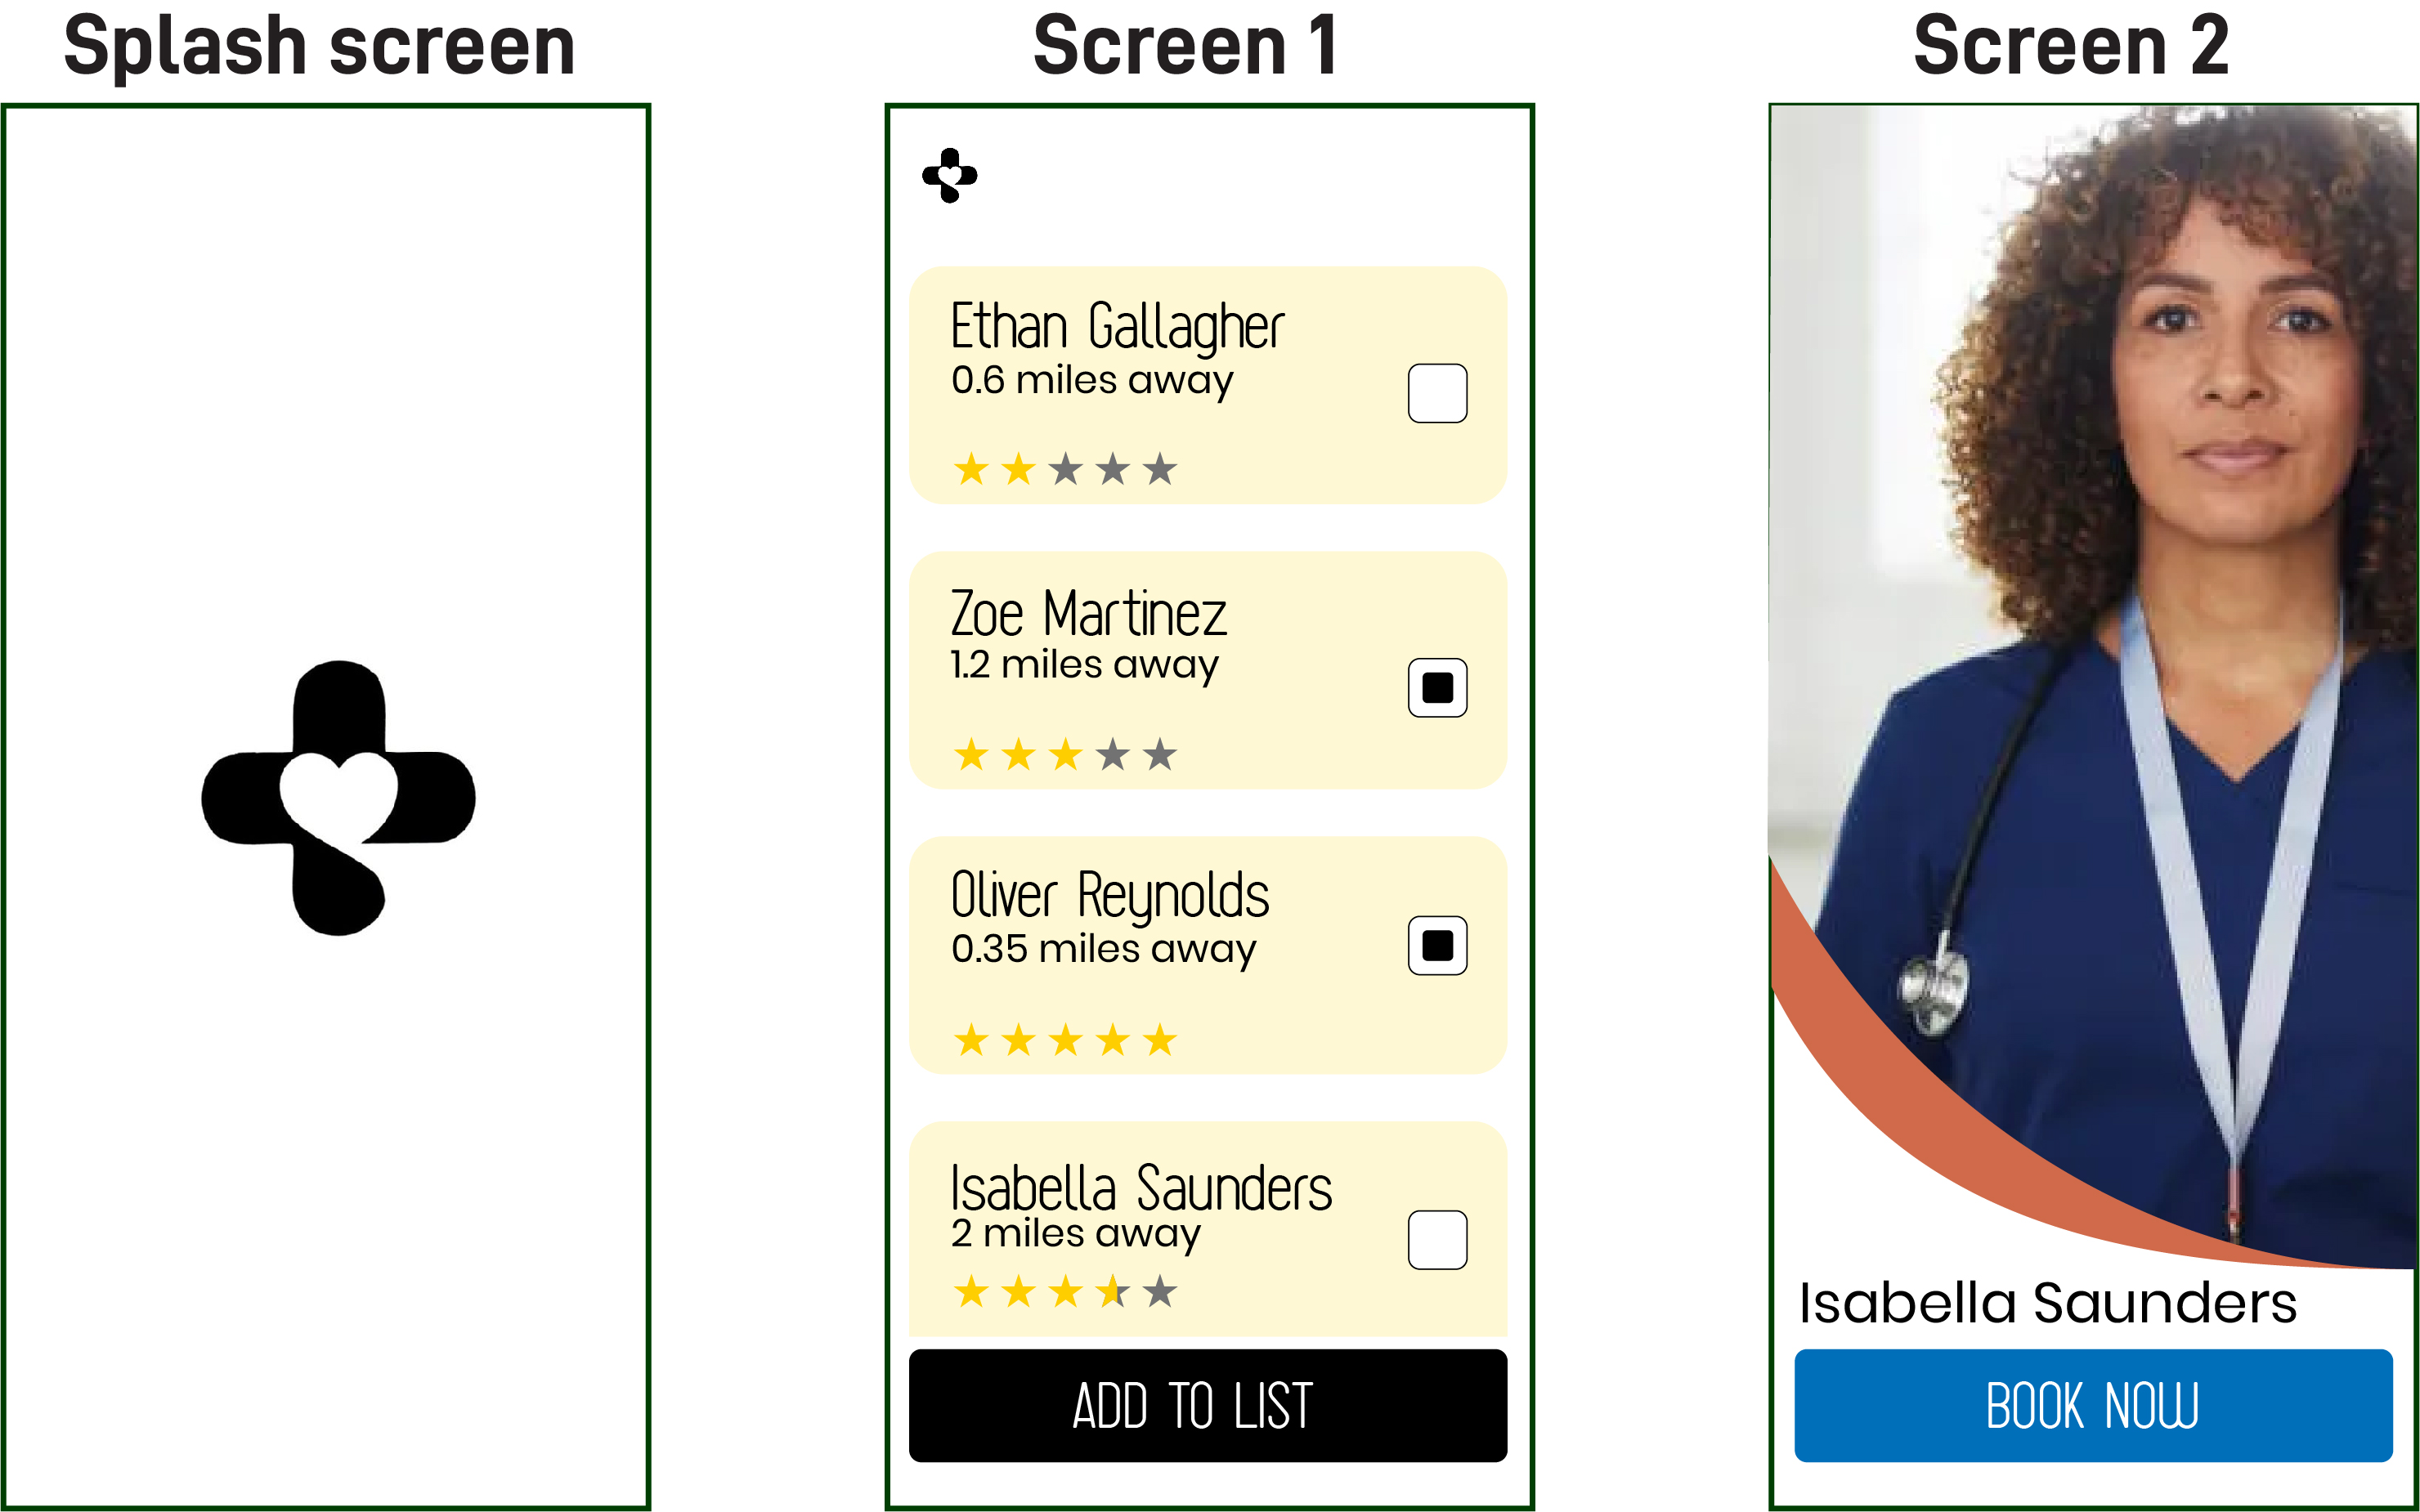 Splash screen
Screen 1
Ethan Gallagher
0.6 miles away
Zoe Martinez
1.2 miles away
Oliver Reynolds
0.35 miles away
Isabella Saunders
2 miles away
ADD TO LIST
Screen 2
Isabella Saunders
BOOK NOW